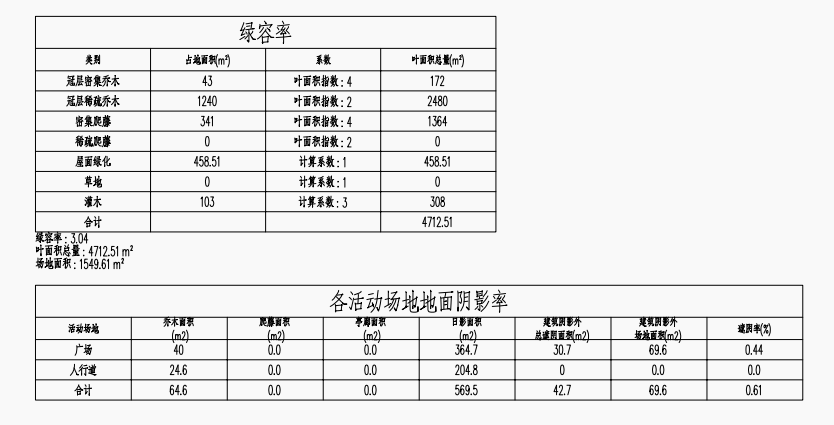 绿容率
类别 占地面积(m²) 系数 叶面积总量(m²)
冠层密集乔木 43 叶面积指数：4 172
冠层稀疏乔木 1240 叶面积指数：2 2480
密集爬藤 341 叶面积指数：4 1364
稀疏爬藤 0 叶面积指数：2 0
屋面绿化 458.51 计算系数：1 458.51
草地 0 计算系数：1 0
灌木 103 计算系数：3 308
合计 4712.51
绿容率：3.04
叶面积总量：4712.51 m²
场地面积：1549.61 m²
各活动场地地面阴影率
活动场地 乔木面积(m2) 爬藤面积(m2) 亭廊面积(m2) 日影面积(m2) 建筑阴影外总遮阴面积(m2) 建筑阴影外场地面积(m2) 遮阴率(%)
广场 40 0.0 0.0 364.7 30.7 69.6 0.44
人行道 24.6 0.0 0.0 204.8 0 0.0 0.0
合计 64.6 0.0 0.0 569.5 42.7 69.6 0.61